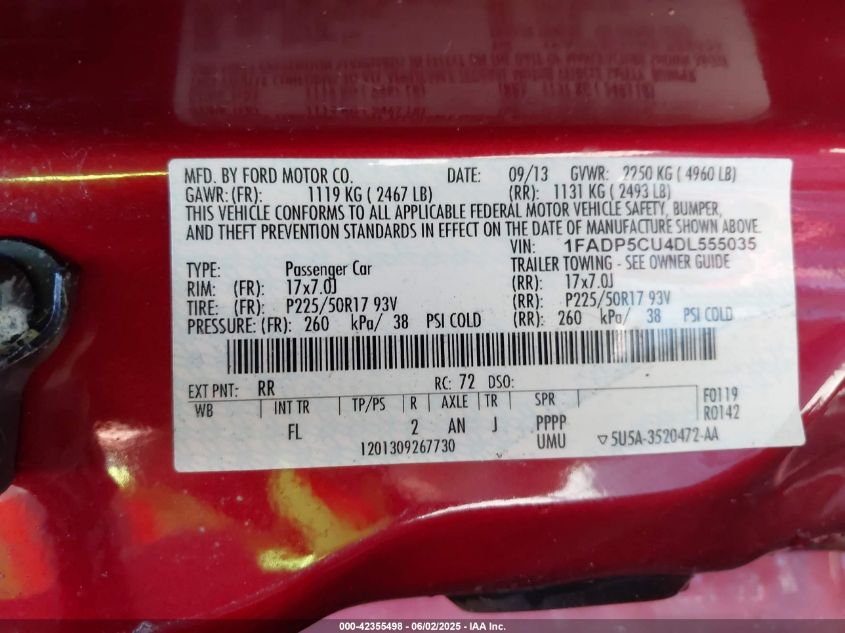 MFD. BY FORD MOTOR CO. DATE: 09/13 GVWR: 2250 KG ( 4960 LB)
GAWR: (FR): 1119 KG ( 2467 LB) (RR): 1131 KG ( 2493 LB)
THIS VEHICLE CONFORMS TO ALL APPLICABLE FEDERAL MOTOR VEHICLE SAFETY, BUMPER,
AND THEFT PREVENTION STANDARDS IN EFFECT ON THE DATE OF MANUFACTURE SHOWN ABOVE.
VIN: 1FADP5CU4DL555035
TYPE: Passenger Car TRAILER TOWING - SEE OWNER GUIDE
RIM: (FR): 17x7.0J (RR): 17x7.0J
TIRE: (FR): P225/50R17 93V (RR): P225/50R17 93V
PRESSURE: (FR): 260 kPa/ 38 PSI COLD (RR): 260 kPa/ 38 PSI COLD
EXT PNT: RR RC: 72 DSO:
WB INT TR TP/PS R AXLE TR SPR F0119
FL 2 AN J PPPP R0142
1201309267730 UMU ▽5U5A-3520472-AA
000-42355498 - 06/02/2025 - IAA Inc.